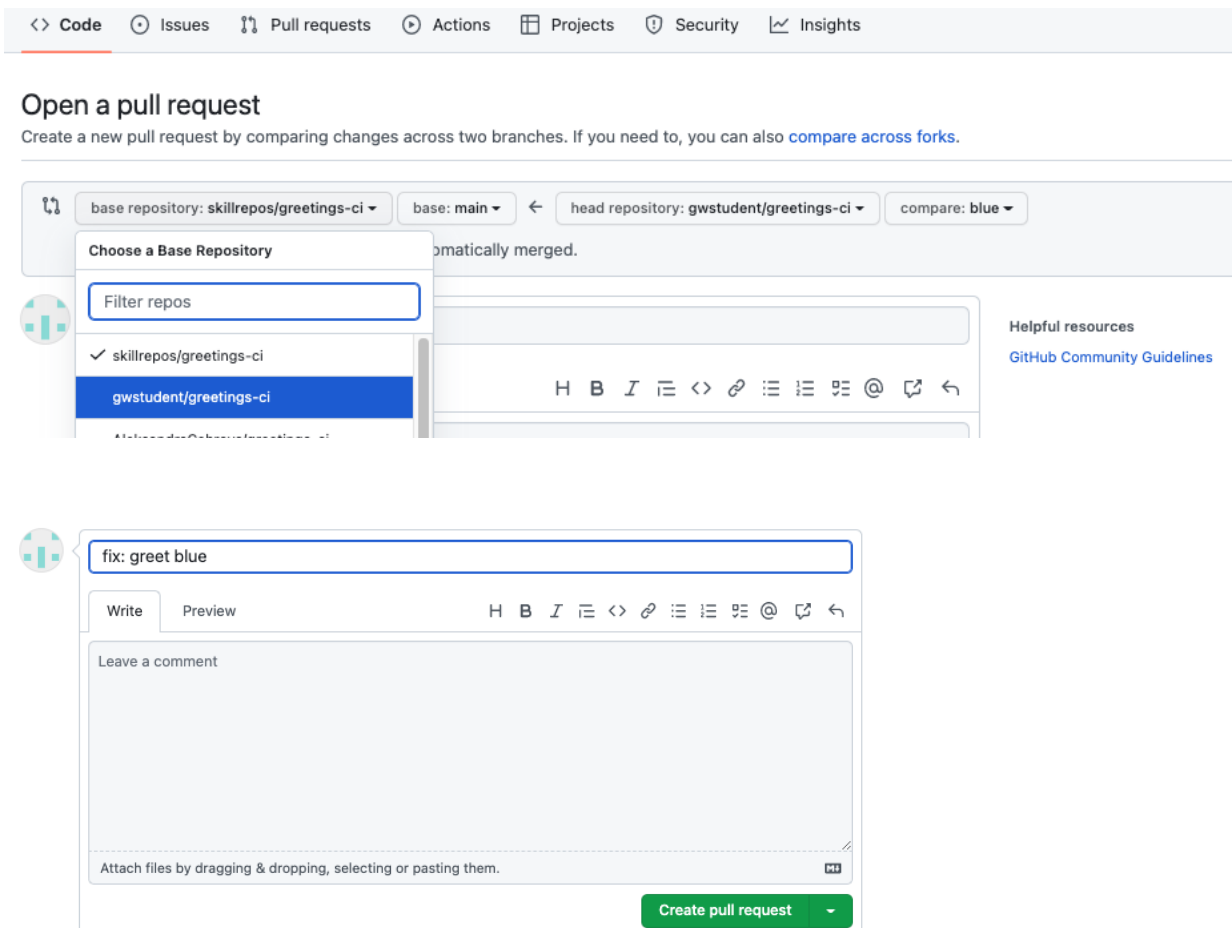 Code Issues Pull requests Actions Projects Security Insights
Open a pull request
Create a new pull request by comparing changes across two branches. If you need to, you can also compare across forks.
base repository: skillrepos/greetings-ci base: main head repository: gwstudent/greetings-ci compare: blue
Choose a Base Repository
omatically merged.
Filter repos
Helpful resources
skillrepos/greetings-ci
GitHub Community Guidelines
gwstudent/greetings-ci
fix: greet blue
Write Preview
Leave a comment
Attach files by dragging & dropping, selecting or pasting them.
Create pull request